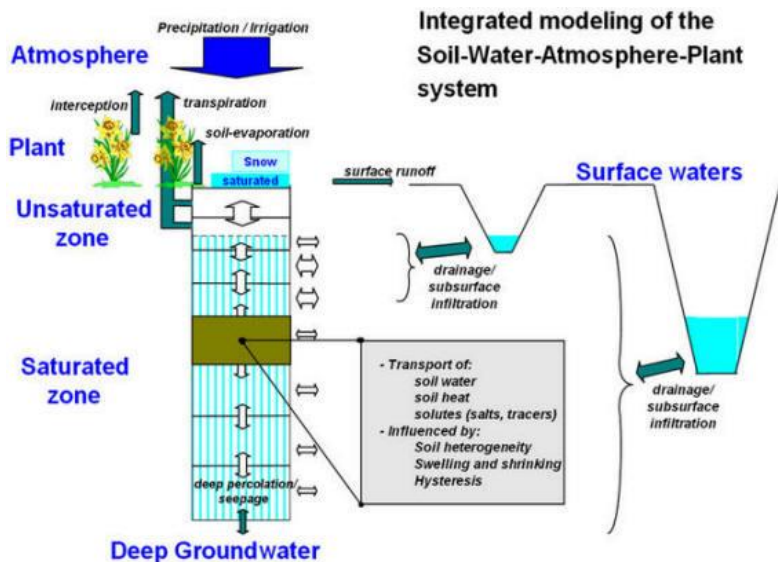 Precipitation / Irrigation
Integrated modeling of the
Soil-Water-Atmosphere-Plant
system
Atmosphere
interception
transpiration
Plant
soil-evaporation
Snow
saturated
surface runoff
Surface waters
Unsaturated
zone
drainage/
subsurface
infiltration
Saturated
zone
- Transport of:
soil water
soil heat
solutes (salts, tracers)
- Influenced by:
Soil heterogeneity
Swelling and shrinking
Hysteresis
drainage/
subsurface
infiltration
deep percolation/
seepage
Deep Groundwater